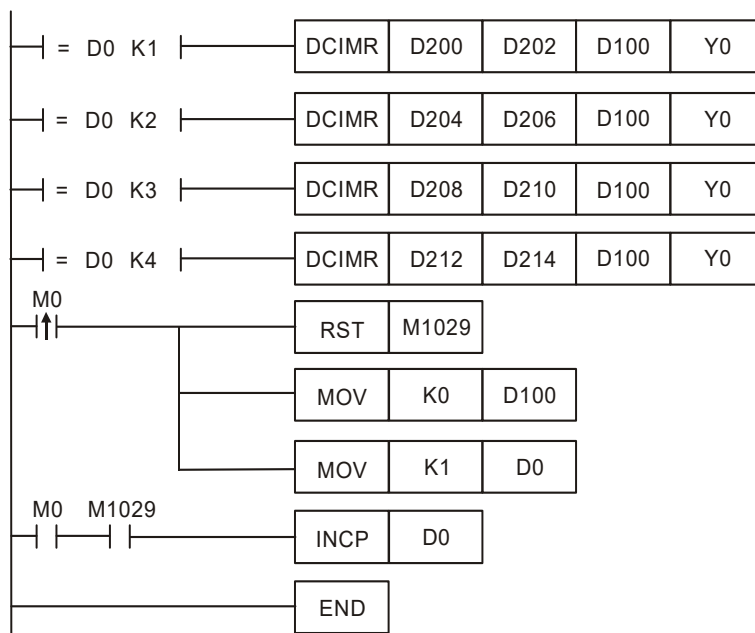 = D0 K1 DCIMR D200 D202 D100 Y0
= D0 K2 DCIMR D204 D206 D100 Y0
= D0 K3 DCIMR D208 D210 D100 Y0
= D0 K4 DCIMR D212 D214 D100 Y0
M0
RST M1029
MOV K0 D100
MOV K1 D0
M0 M1029
INCP D0
END